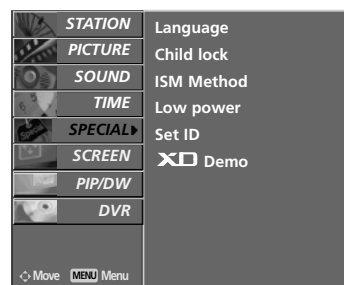 STATION
PICTURE
SOUND
TIME
SPECIAL
SCREEN
PIP/DW
DVR
Move MENU Menu
Language
Child lock
ISM Method
Low power
Set ID
XD Demo